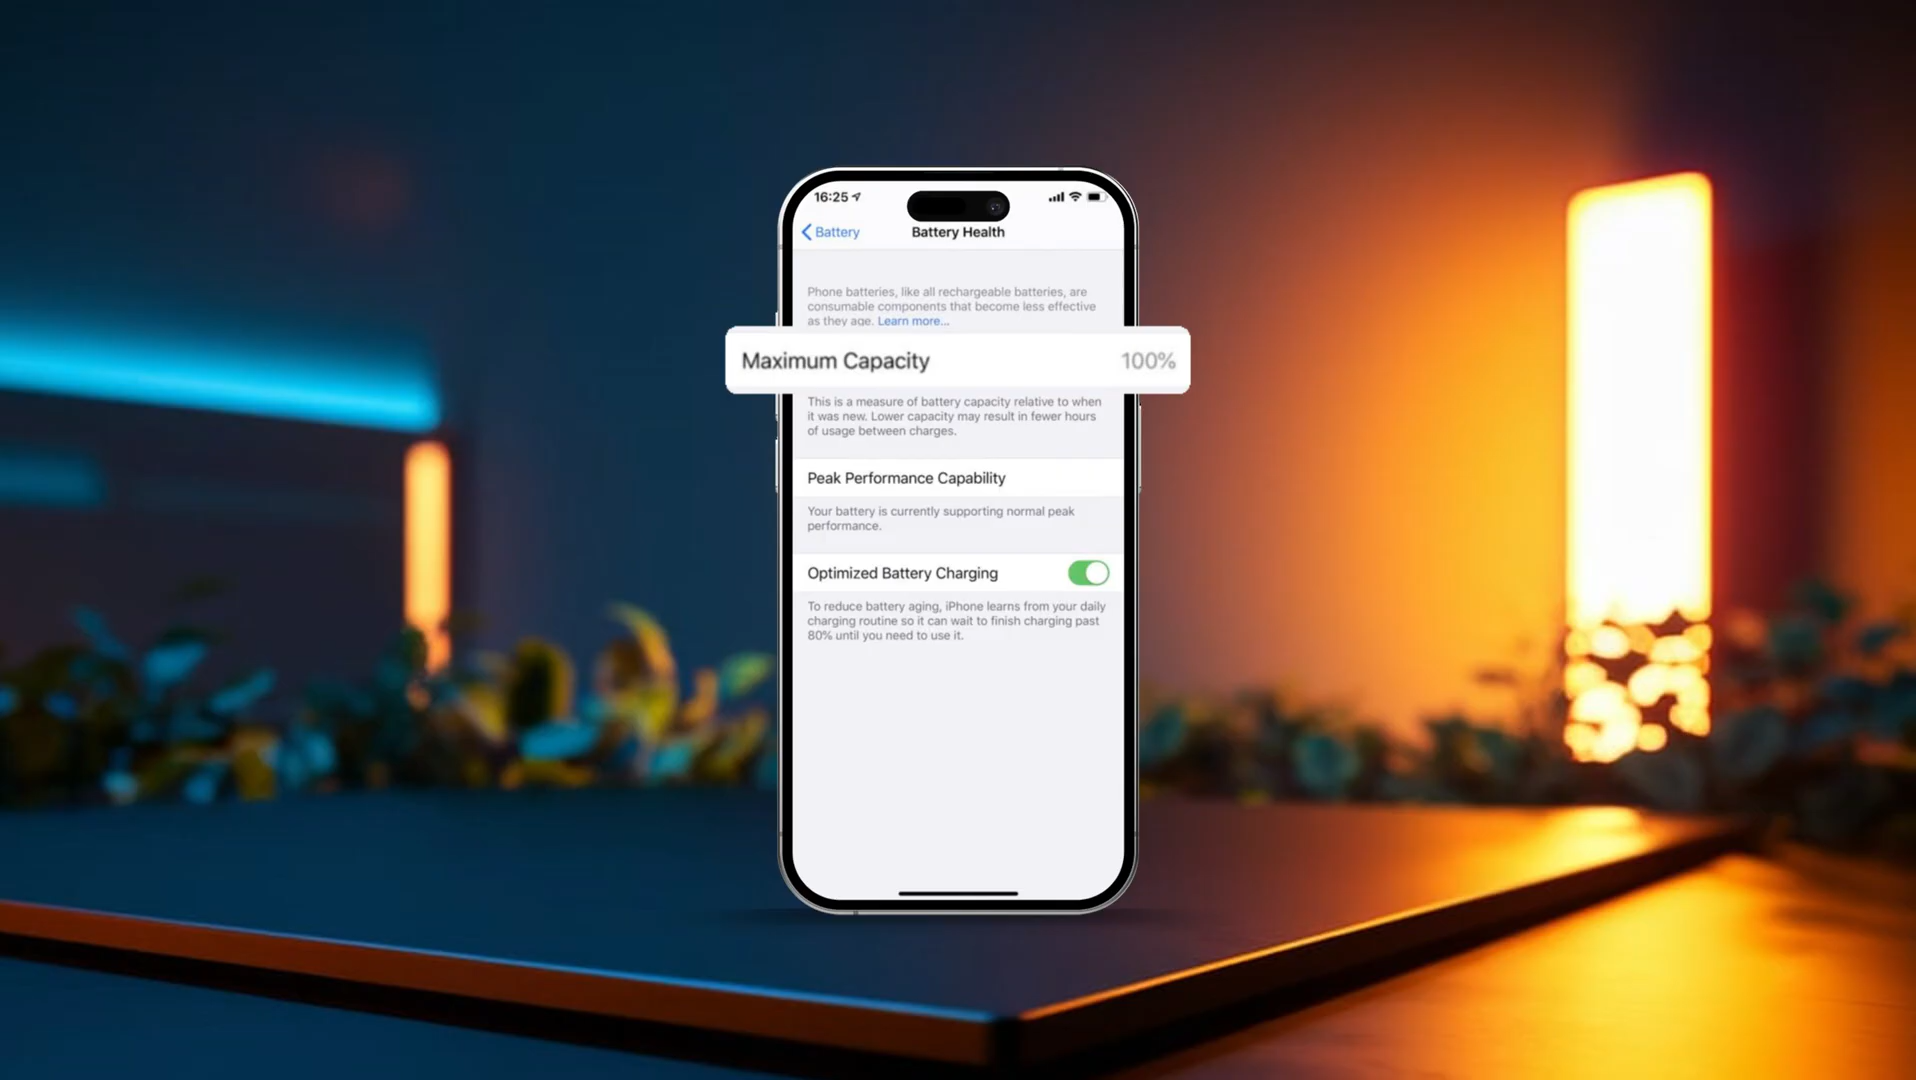 16:25
Battery
Battery Health
Phone batteries, like all rechargeable batteries, are
consumable components that become less effective
as they age. Learn more...
Maximum Capacity 100%
This is a measure of battery capacity relative to when
it was new. Lower capacity may result in fewer hours
of usage between charges.
Peak Performance Capability
Your battery is currently supporting normal peak
performance.
Optimized Battery Charging
To reduce battery aging, iPhone learns from your daily
charging routine so it can wait to finish charging past
80% until you need to use it.